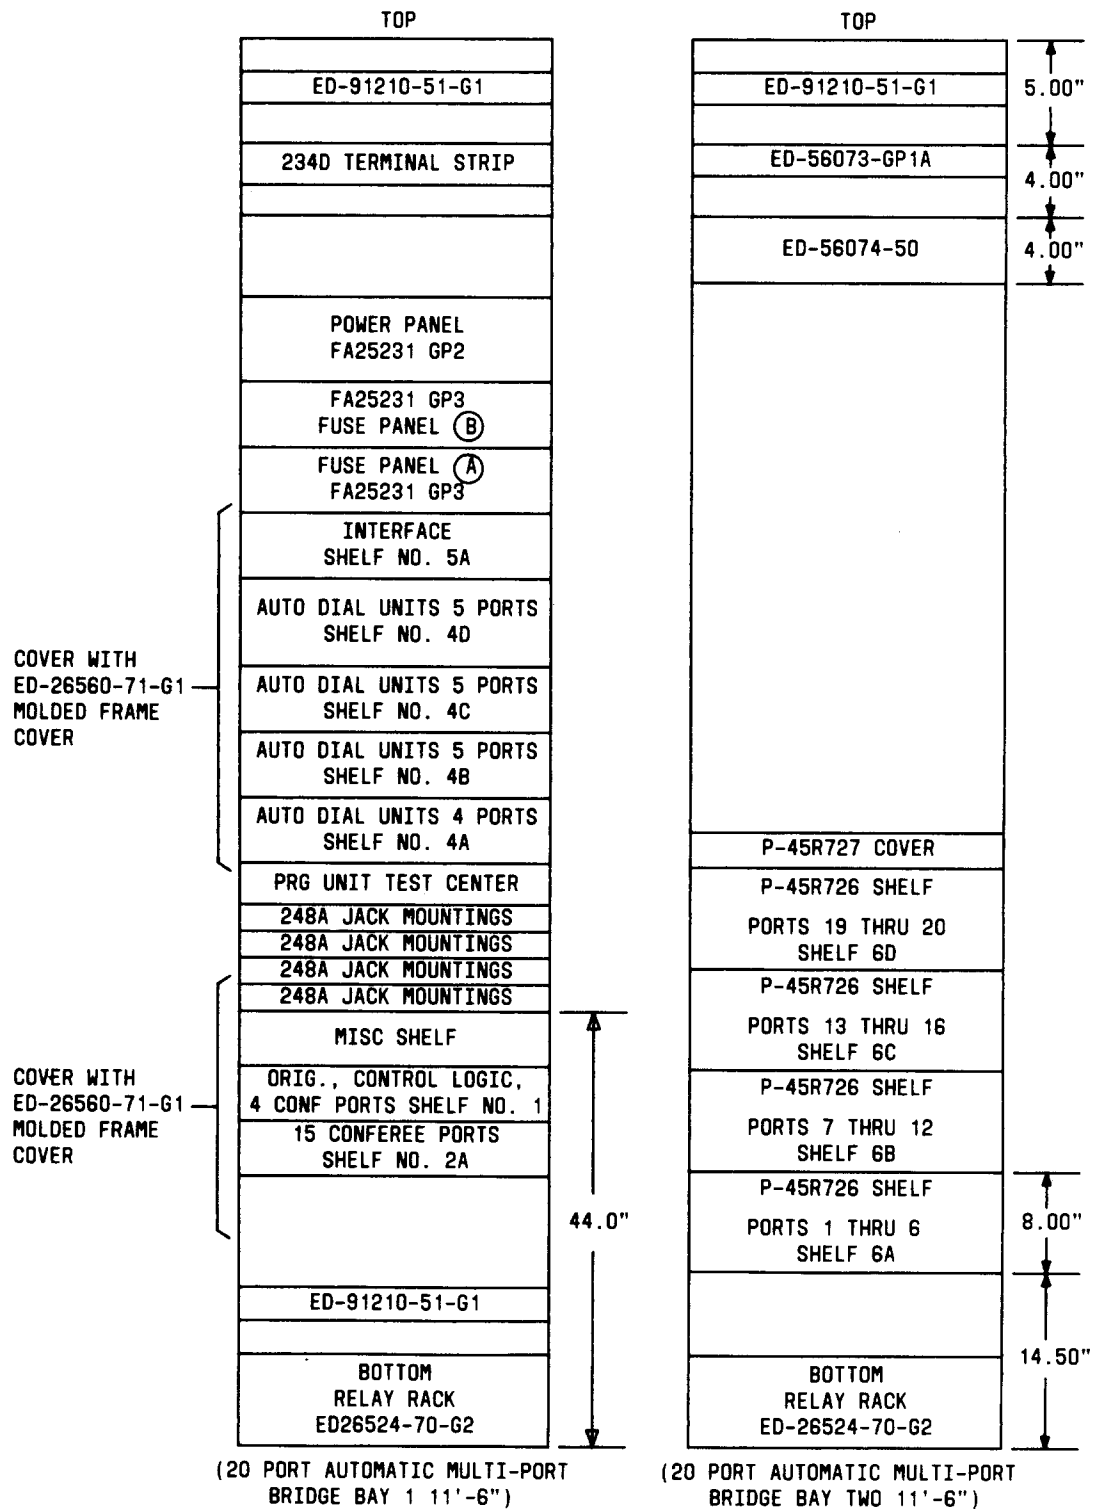 TOP
ED-91210-51-G1
234D TERMINAL STRIP
POWER PANEL
FA25231 GP2
FA25231 GP3
FUSE PANEL B
FUSE PANEL A
FA25231 GP3
INTERFACE
SHELF NO. 5A
AUTO DIAL UNITS 5 PORTS
SHELF NO. 4D
AUTO DIAL UNITS 5 PORTS
SHELF NO. 4C
AUTO DIAL UNITS 5 PORTS
SHELF NO. 4B
AUTO DIAL UNITS 4 PORTS
SHELF NO. 4A
COVER WITH
ED-26560-71-G1
MOLDED FRAME
COVER
PRG UNIT TEST CENTER
248A JACK MOUNTINGS
248A JACK MOUNTINGS
248A JACK MOUNTINGS
248A JACK MOUNTINGS
MISC SHELF
ORIG., CONTROL LOGIC,
4 CONF PORTS SHELF NO. 1
15 CONFEREE PORTS
SHELF NO. 2A
COVER WITH
ED-26560-71-G1
MOLDED FRAME
COVER
44.0"
ED-91210-51-G1
BOTTOM
RELAY RACK
ED26524-70-G2
(20 PORT AUTOMATIC MULTI-PORT
BRIDGE BAY 1 11'-6")
TOP
ED-91210-51-G1
5.00"
ED-56073-GP1A
4.00"
ED-56074-50
4.00"
P-45R727 COVER
P-45R726 SHELF
PORTS 19 THRU 20
SHELF 6D
P-45R726 SHELF
PORTS 13 THRU 16
SHELF 6C
P-45R726 SHELF
PORTS 7 THRU 12
SHELF 6B
P-45R726 SHELF
PORTS 1 THRU 6
SHELF 6A
8.00"
14.50"
BOTTOM
RELAY RACK
ED-26524-70-G2
(20 PORT AUTOMATIC MULTI-PORT
BRIDGE BAY TWO 11'-6")